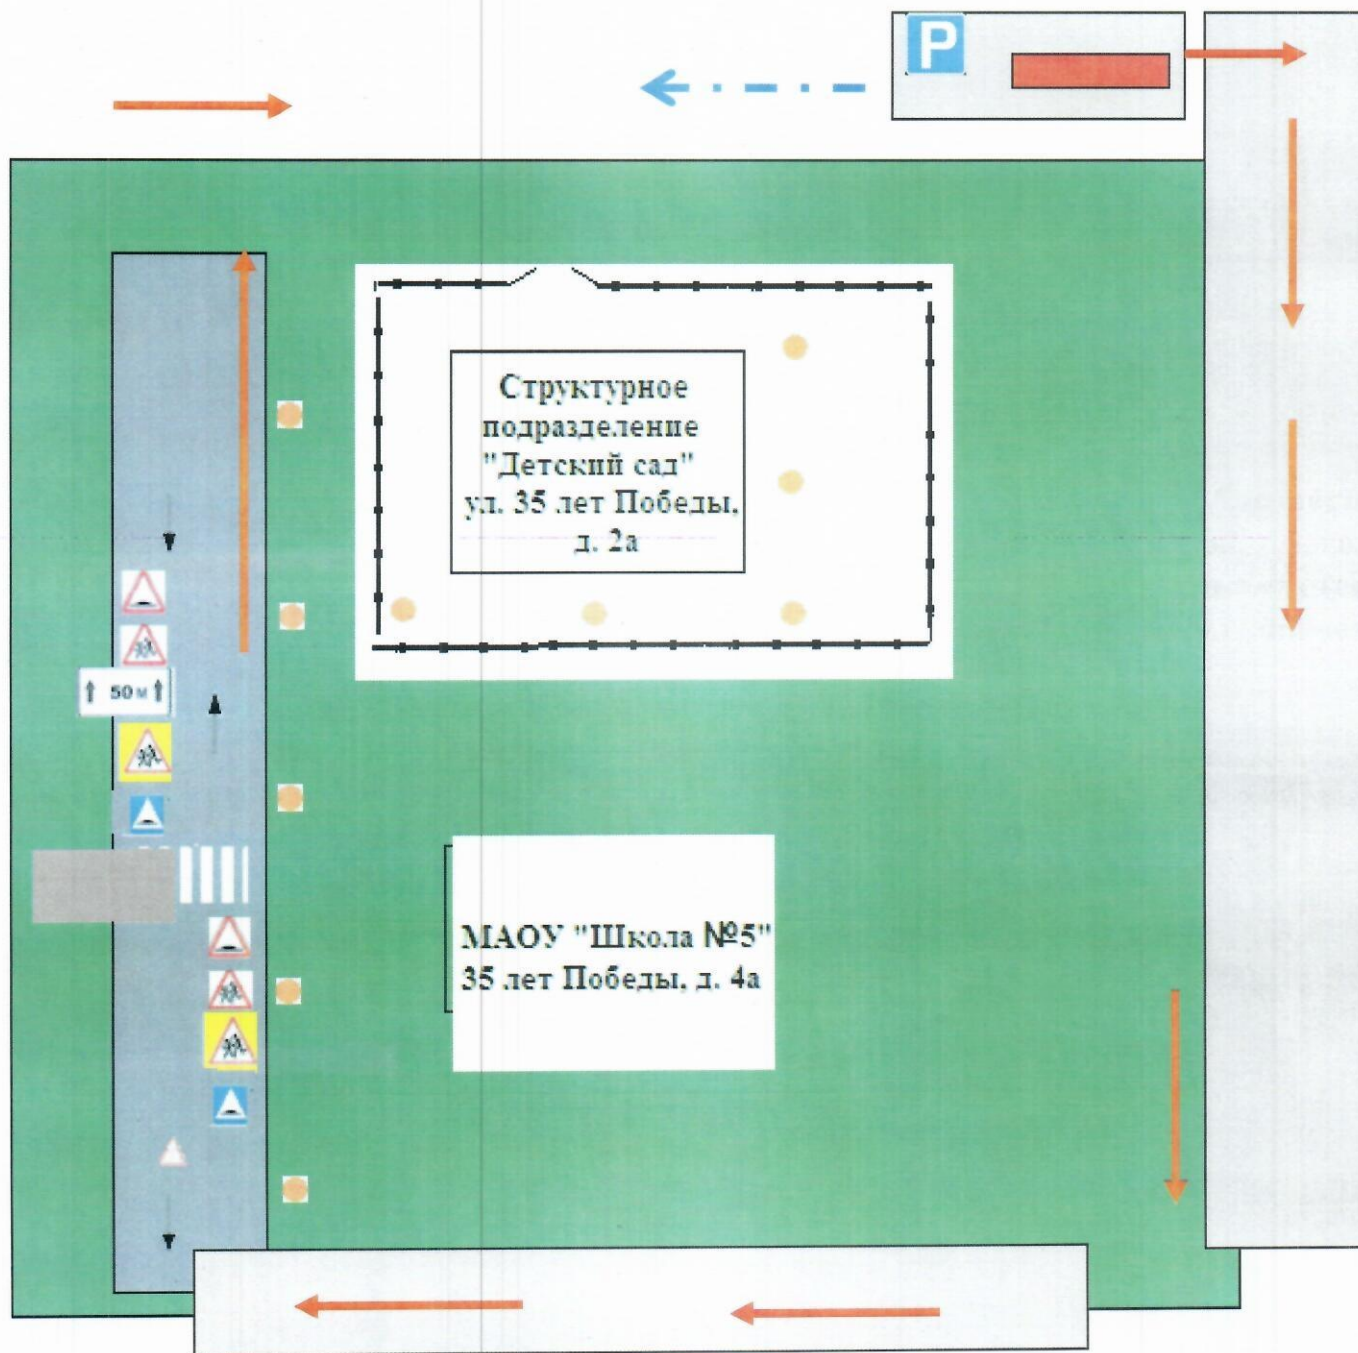 P
Структурное
подразделение
"Детский сад"
ул. 35 лет Победы,
д. 2а
50 м
МАОУ "Школа №5"
35 лет Победы, д. 4а